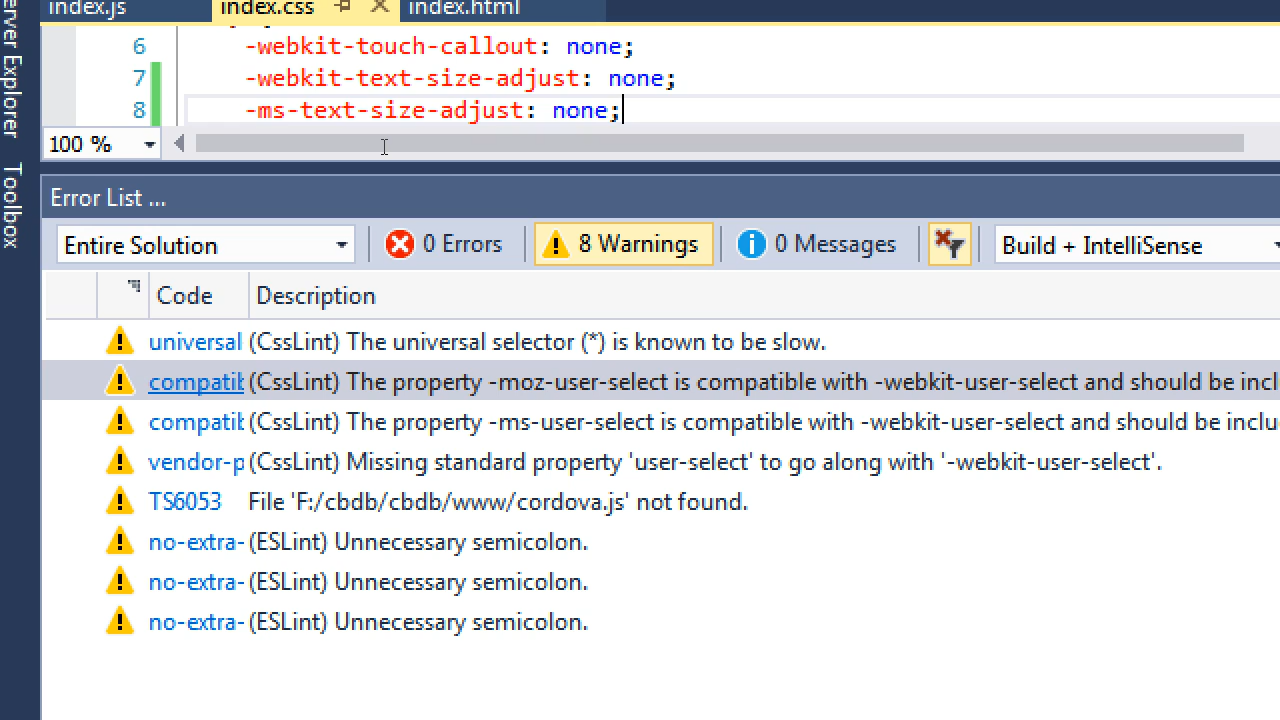 index.js index.css index.html
6 -webkit-touch-callout: none;
7 -webkit-text-size-adjust: none;
8 -ms-text-size-adjust: none;
100 %
erver Explorer
Toolbox
Error List ...
Entire Solution 0 Errors 8 Warnings 0 Messages Build + IntelliSense
Code Description
universal (CssLint) The universal selector (*) is known to be slow.
compatib (CssLint) The property -moz-user-select is compatible with -webkit-user-select and should be incl
compatib (CssLint) The property -ms-user-select is compatible with -webkit-user-select and should be inclu
vendor-p (CssLint) Missing standard property 'user-select' to go along with '-webkit-user-select'.
TS6053 File 'F:/cbdb/cbdb/www/cordova.js' not found.
no-extra- (ESLint) Unnecessary semicolon.
no-extra- (ESLint) Unnecessary semicolon.
no-extra- (ESLint) Unnecessary semicolon.